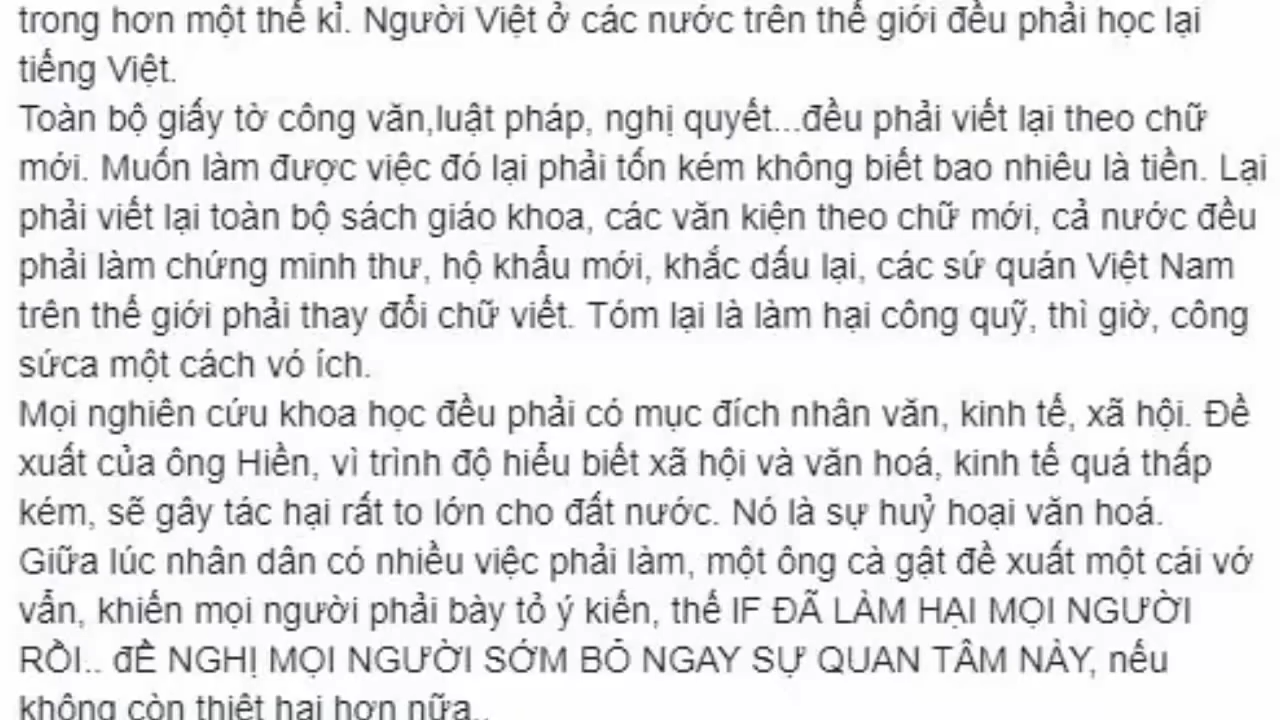 trong hơn một thế kỉ. Người Việt ở các nước trên thế giới đều phải học lại
tiếng Việt.
Toàn bộ giấy tờ công văn,luật pháp, nghị quyết...đều phải viết lại theo chữ
mới. Muốn làm được việc đó lại phải tốn kém không biết bao nhiêu là tiền. Lại
phải viết lại toàn bộ sách giáo khoa, các văn kiện theo chữ mới, cả nước đều
phải làm chứng minh thư, hộ khẩu mới, khắc dấu lại, các sứ quán Việt Nam
trên thế giới phải thay đổi chữ viết. Tóm lại là làm hại công quỹ, thì giờ, công
sứca một cách vó ích.
Mọi nghiên cứu khoa học đều phải có mục đích nhân văn, kinh tế, xã hội. Đề
xuất của ông Hiền, vì trình độ hiểu biết xã hội và văn hoá, kinh tế quá thấp
kém, sẽ gây tác hại rất to lớn cho đất nước. Nó là sự huỷ hoại văn hoá.
Giữa lúc nhân dân có nhiều việc phải làm, một ông cà gật đề xuất một cái vớ
vẩn, khiến mọi người phải bày tỏ ý kiến, thế IF ĐÃ LÀM HẠI MỌI NGƯỜI
RỒI.. đỀ NGHỊ MỌI NGƯỜI SỚM BỎ NGAY SỰ QUAN TÂM NÀY, nếu
không còn thiệt hại hơn nữa..